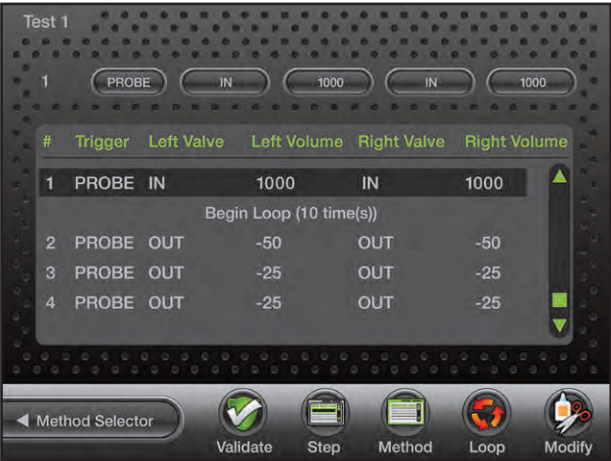 Test 1
1 PROBE IN 1000 IN 1000
# Trigger Left Valve Left Volume Right Valve Right Volume
1 PROBE IN 1000 IN 1000
Begin Loop (10 time(s))
2 PROBE OUT -50 OUT -50
3 PROBE OUT -25 OUT -25
4 PROBE OUT -25 OUT -25
Method Selector
Validate Step Method Loop Modify